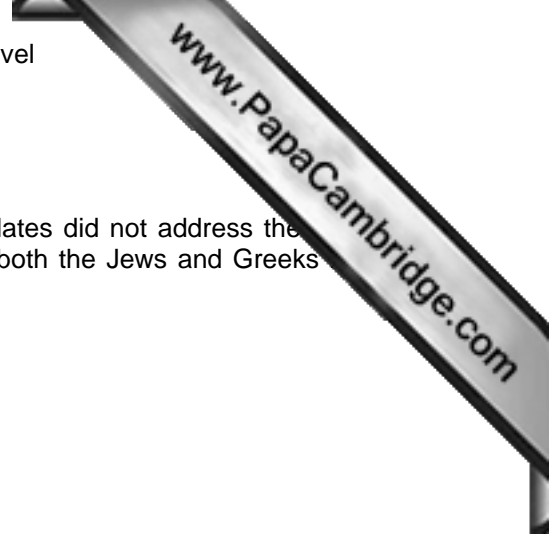 vel
www.PapaCambridge.com
lates did not address the
both the Jews and Greeks